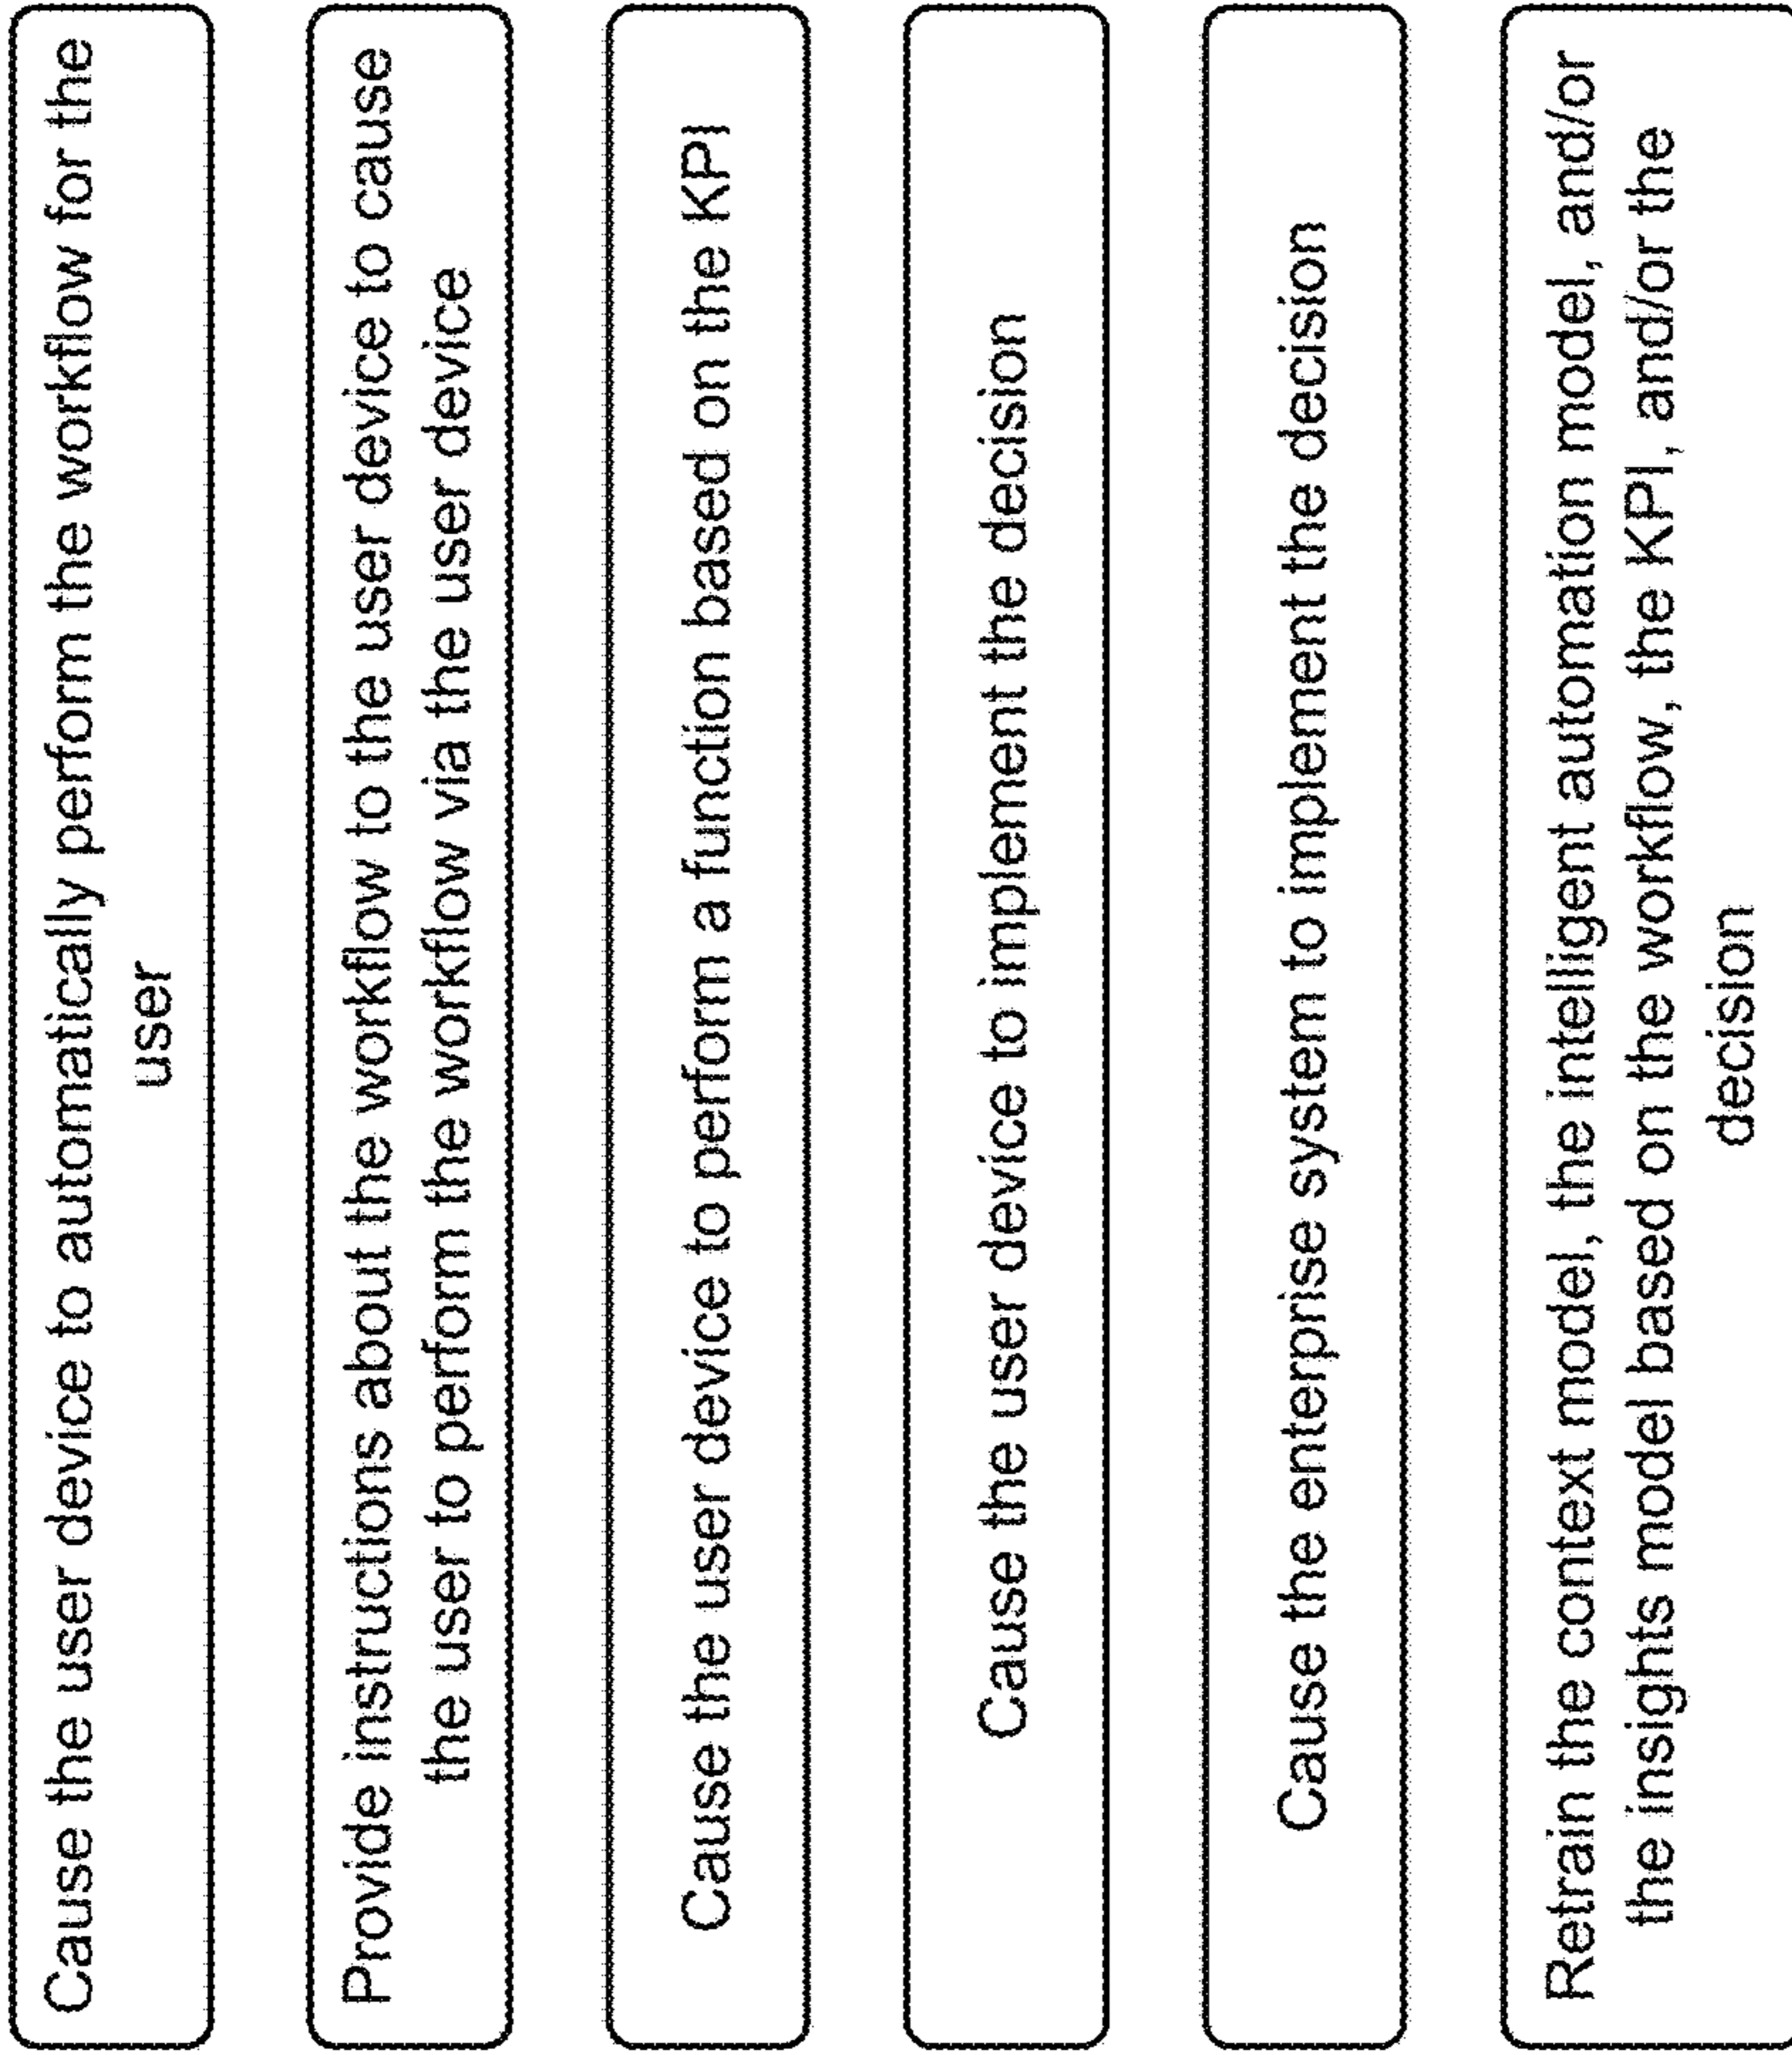 Cause the user device to automatically perform the workflow for the
user
Provide instructions about the workflow to the user device to cause
the user to perform the workflow via the user device
Cause the user device to perform a function based on the KPI
Cause the user device to implement the decision
Cause the enterprise system to implement the decision
Retrain the context model, the intelligent automation model, and/or
the insights model based on the workflow, the KPI, and/or the
decision